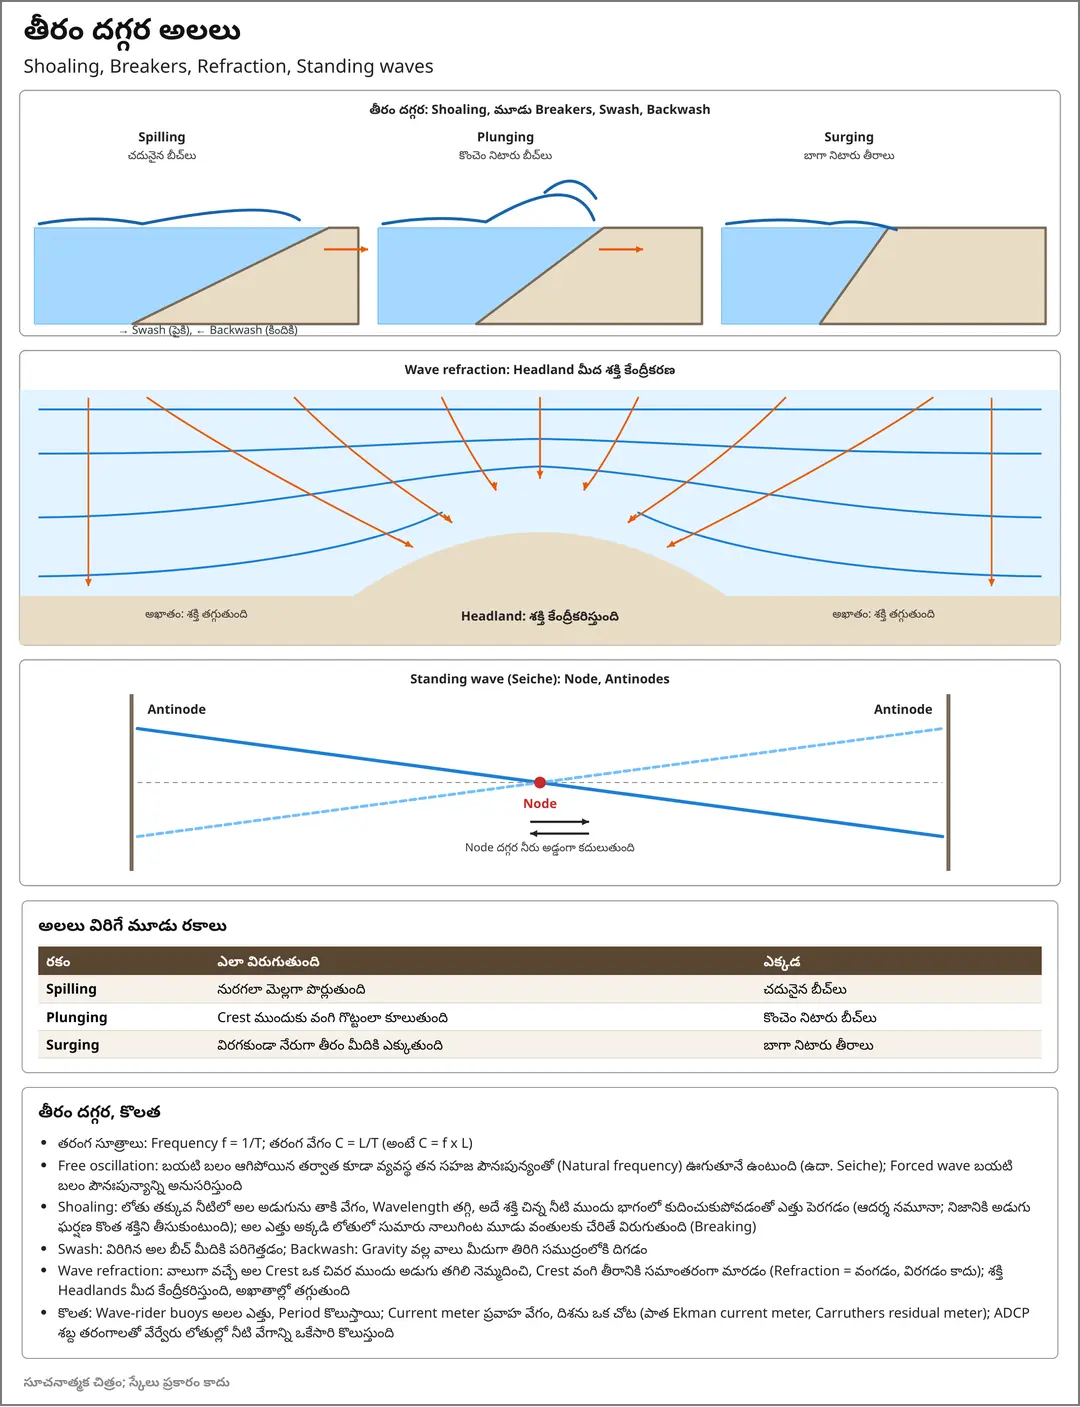 తీరం దగ్గర అలలు
Shoaling, Breakers, Refraction, Standing waves
తీరం దగ్గర: Shoaling, మూడు Breakers, Swash, Backwash
Spilling
చదునైన బీచ్‌లు
Plunging
కొంచెం నిటారు బీచ్‌లు
Surging
బాగా నిటారు తీరాలు
→ Swash (పైకి), ← Backwash (కిందికి)
Wave refraction: Headland మీద శక్తి కేంద్రీకరణ
అఖాతం: శక్తి తగ్గుతుంది
Headland: శక్తి కేంద్రీకరిస్తుంది
అఖాతం: శక్తి తగ్గుతుంది
Standing wave (Seiche): Node, Antinodes
Antinode
Antinode
Node
Node దగ్గర నీరు అడ్డంగా కదులుతుంది
అలలు విరిగే మూడు రకాలు
రకం ఎలా విరుగుతుంది ఎక్కడ
Spilling నురగలా మెల్లగా పొర్లుతుంది చదునైన బీచ్‌లు
Plunging Crest ముందుకు వంగి గొట్టంలా కూలుతుంది కొంచెం నిటారు బీచ్‌లు
Surging విరగకుండా నేరుగా తీరం మీదికి ఎక్కుతుంది బాగా నిటారు తీరాలు
తీరం దగ్గర, కొలత
• తరంగ సూత్రాలు: Frequency f = 1/T; తరంగ వేగం C = L/T (అంటే C = f x L)
• Free oscillation: బయటి బలం ఆగిపోయిన తర్వాత కూడా వ్యవస్థ తన సహజ పౌనఃపున్యంతో (Natural frequency) ఊగుతూనే ఉంటుంది (ఉదా. Seiche); Forced wave బయటి
బలం పౌనఃపున్యాన్ని అనుసరిస్తుంది
• Shoaling: లోతు తక్కువ నీటిలో అల అడుగును తాకి వేగం, Wavelength తగ్గి, అదే శక్తి చిన్న నీటి ముందు భాగంలో కుదించుకుపోవడంతో ఎత్తు పెరగడం (ఆదర్శ నమూనా; నిజానికి అడుగు
ఘర్షణ కొంత శక్తిని తీసుకుంటుంది); అల ఎత్తు అక్కడి లోతులో సుమారు నాలుగింట మూడు వంతులకు చేరితే విరుగుతుంది (Breaking)
• Swash: విరిగిన అల బీచ్ మీదికి పరిగెత్తడం; Backwash: Gravity వల్ల వాలు మీదుగా తిరిగి సముద్రంలోకి దిగడం
• Wave refraction: వాలుగా వచ్చే అల Crest ఒక చివర ముందు అడుగు తగిలి నెమ్మదించి, Crest వంగి తీరానికి సమాంతరంగా మారడం (Refraction = వంగడం, విరగడం కాదు); శక్తి
Headlands మీద కేంద్రీకరిస్తుంది, అఖాతాల్లో తగ్గుతుంది
• కొలత: Wave-rider buoys అలల ఎత్తు, Period కొలుస్తాయి; Current meter ప్రవాహ వేగం, దిశను ఒక చోట (పాత Ekman current meter, Carruthers residual meter); ADCP
శబ్ద తరంగాలతో వేర్వేరు లోతుల్లో నీటి వేగాన్ని ఒకేసారి కొలుస్తుంది
సూచనాత్మక చిత్రం; స్కేలు ప్రకారం కాదు